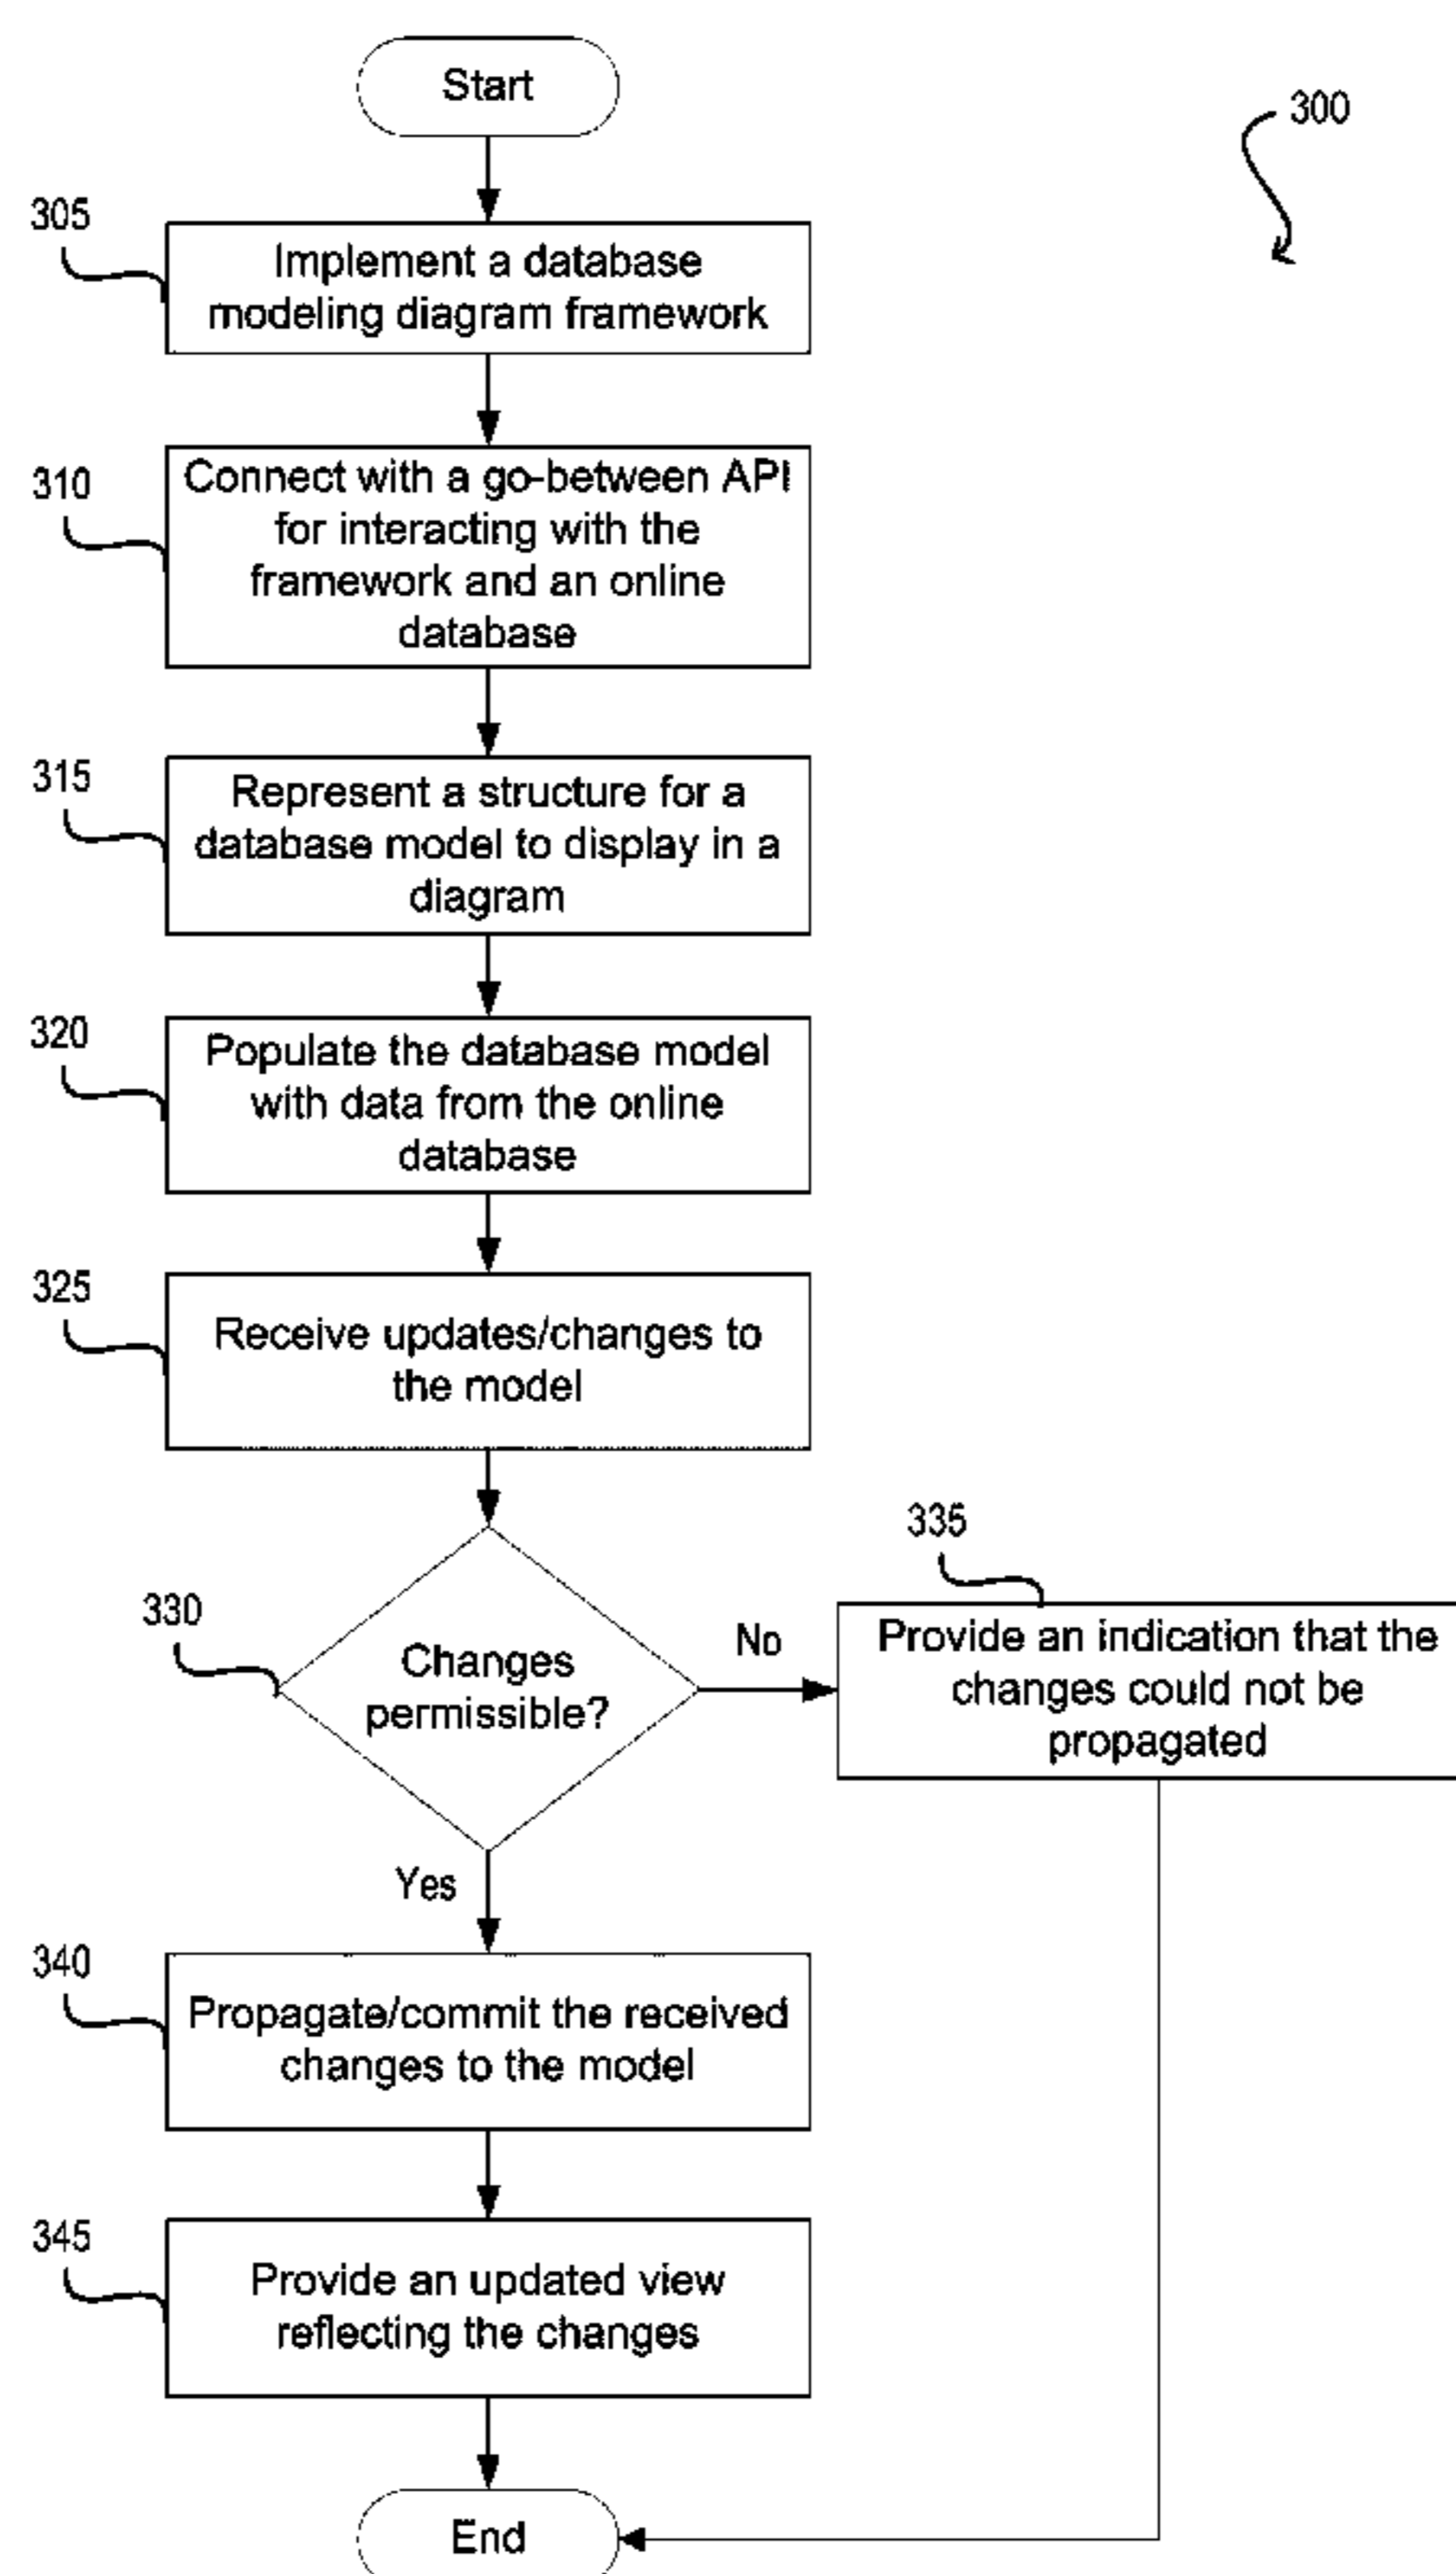 Start
300
305
Implement a database
modeling diagram framework
310
Connect with a go-between API
for interacting with the
framework and an online
database
315
Represent a structure for a
database model to display in a
diagram
320
Populate the database model
with data from the online
database
325
Receive updates/changes to
the model
330
Changes
permissible?
No
335
Provide an indication that the
changes could not be
propagated
Yes
340
Propagate/commit the received
changes to the model
345
Provide an updated view
reflecting the changes
End